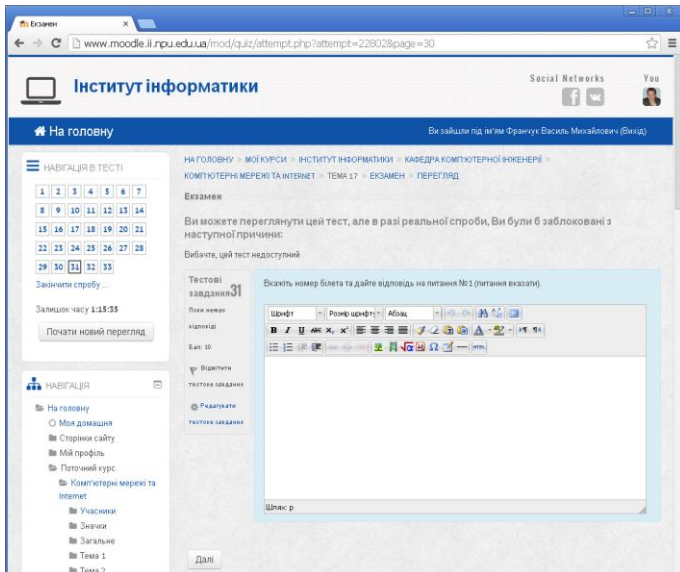 Екзамен
www.moodle.ii.npu.edu.ua/mod/quiz/attempt.php?attempt=22802&page=30
Інститут інформатики
Social Networks
You
На головну
Ви зайшли під ім'ям Франчук Василь Михайлович (Вихід)
НАВІГАЦІЯ В ТЕСТІ
1 2 3 4 5 6 7
8 9 10 11 12 13 14
15 16 17 18 19 20 21
22 23 24 25 26 27 28
29 30 31 32 33
Закінчити спробу ...
Залишок часу 1:15:35
Почати новий перегляд
НАВІГАЦІЯ
На головну
Моя домашня
Сторінки сайту
Мій профіль
Поточний курс
Комп'ютерні мережі та
Internet
Учасники
Значки
Загальне
Тема 1
Тема 2
НА ГОЛОВНУ > МОЇ КУРСИ > ІНСТИТУТ ІНФОРМАТИКИ > КАФЕДРА КОМП'ЮТЕРНОЇ ІНЖЕНЕРІЇ >
КОМП'ЮТЕРНІ МЕРЕЖІ ТА INTERNET > ТЕМА 17 > ЕКЗАМЕН > ПЕРЕГЛЯД
Екзамен
Ви можете переглянути цей тест, але в разі реальної спроби, Ви були б заблоковані з
наступної причини:
Вибачте, цей тест недоступний
Тестові
завдання 31
Поки немає
відповіді
Бал: 10
Відмітити
тестове завдання
Редагувати
тестове завдання
Вкажіть номер білета та дайте відповідь на питання №1 (питання вказати).
Шрифт
Розмір шрифту
Абзац
HTML
Шлях: p
Далі